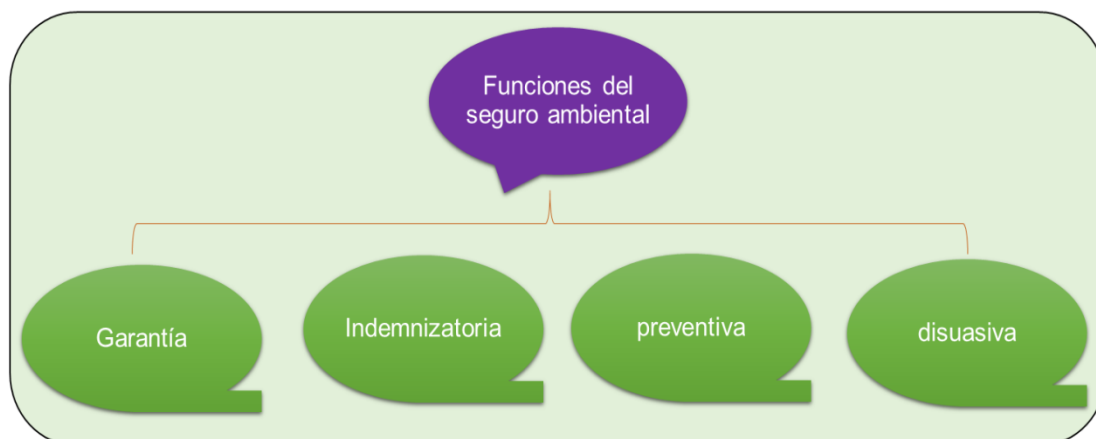 Funciones del
seguro ambiental
Garantía
Indemnizatoria
preventiva
disuasiva